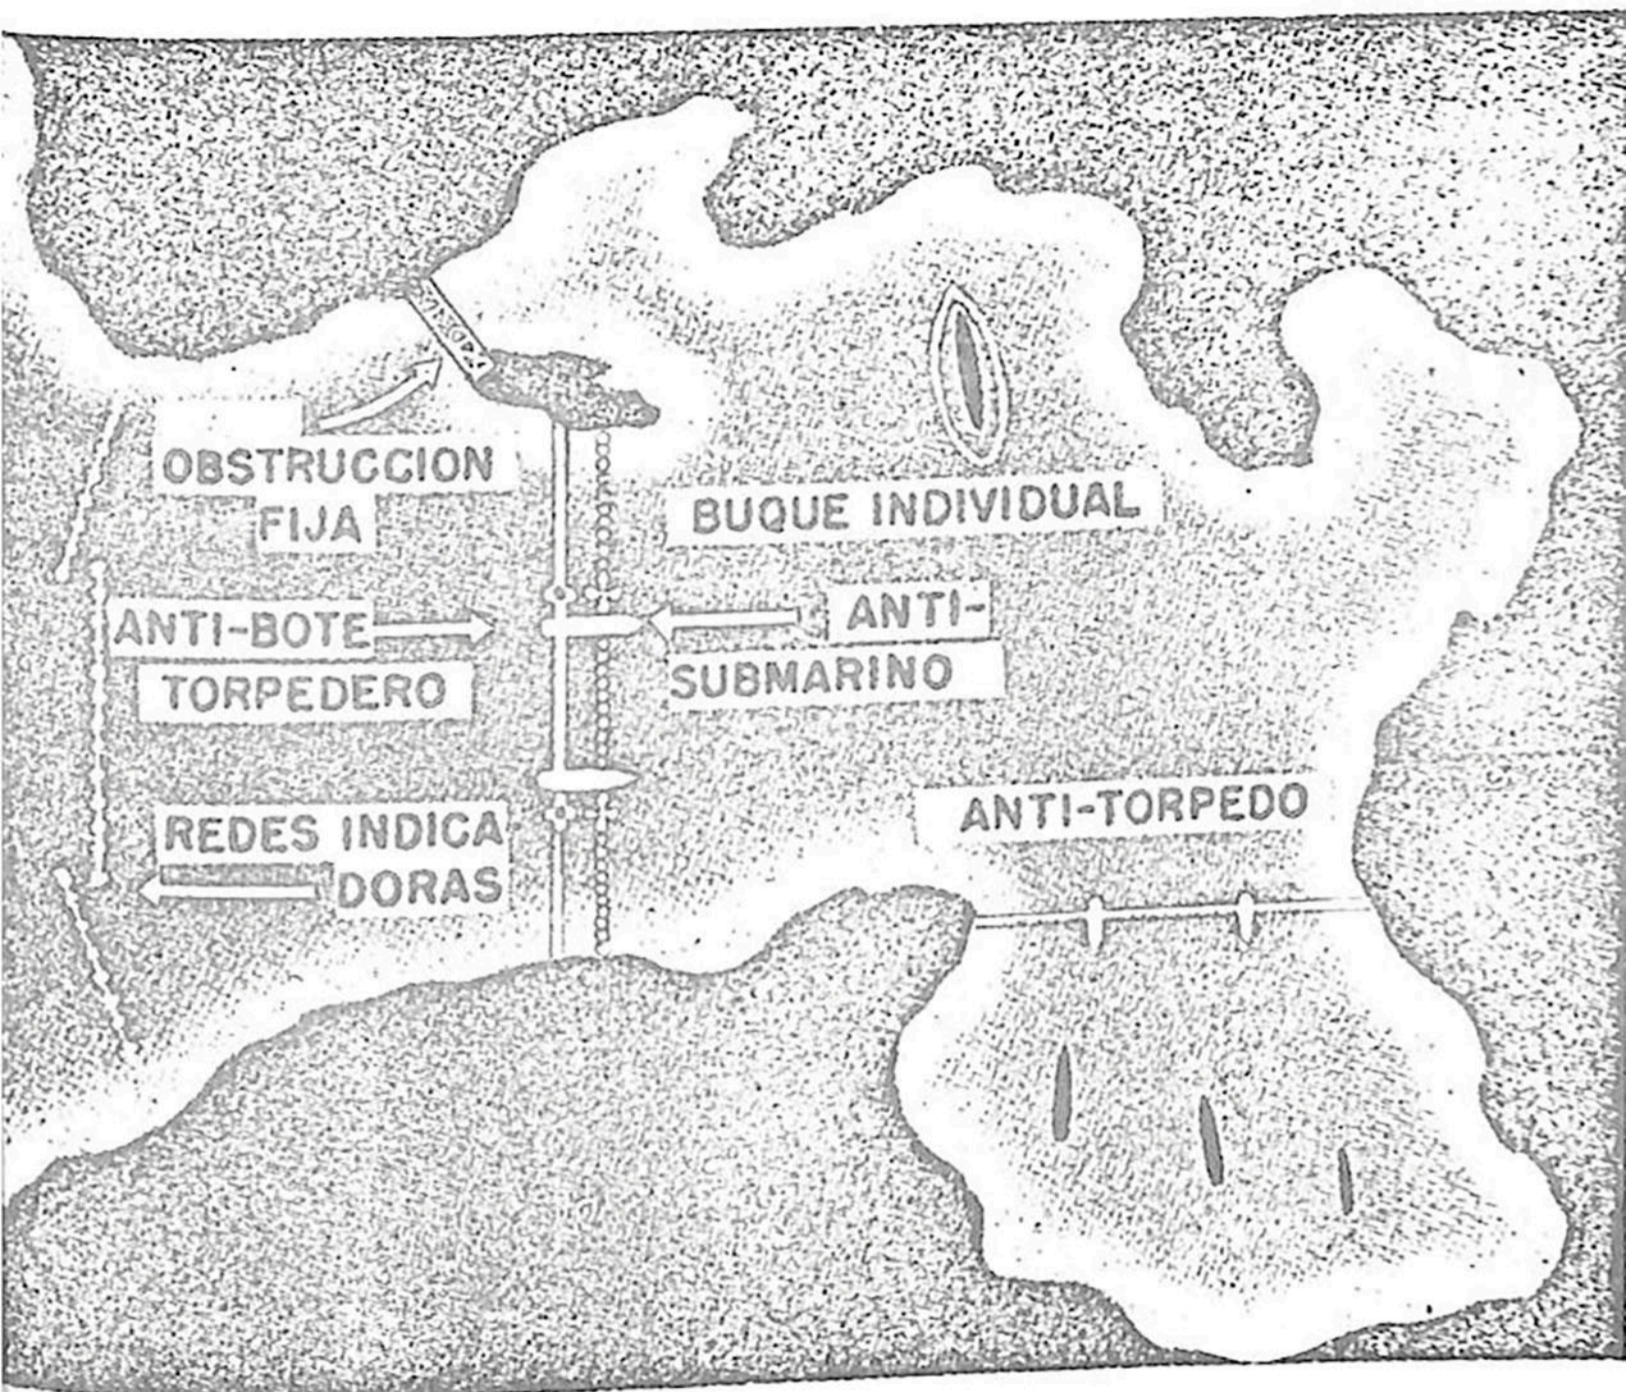 OBSTRUCCION
FIJA
BUQUE INDIVIDUAL
ANTI-BOTE
TORPEDERO
ANTI-
SUBMARINO
ANTI-TORPEDO
REDES INDICA
DORAS